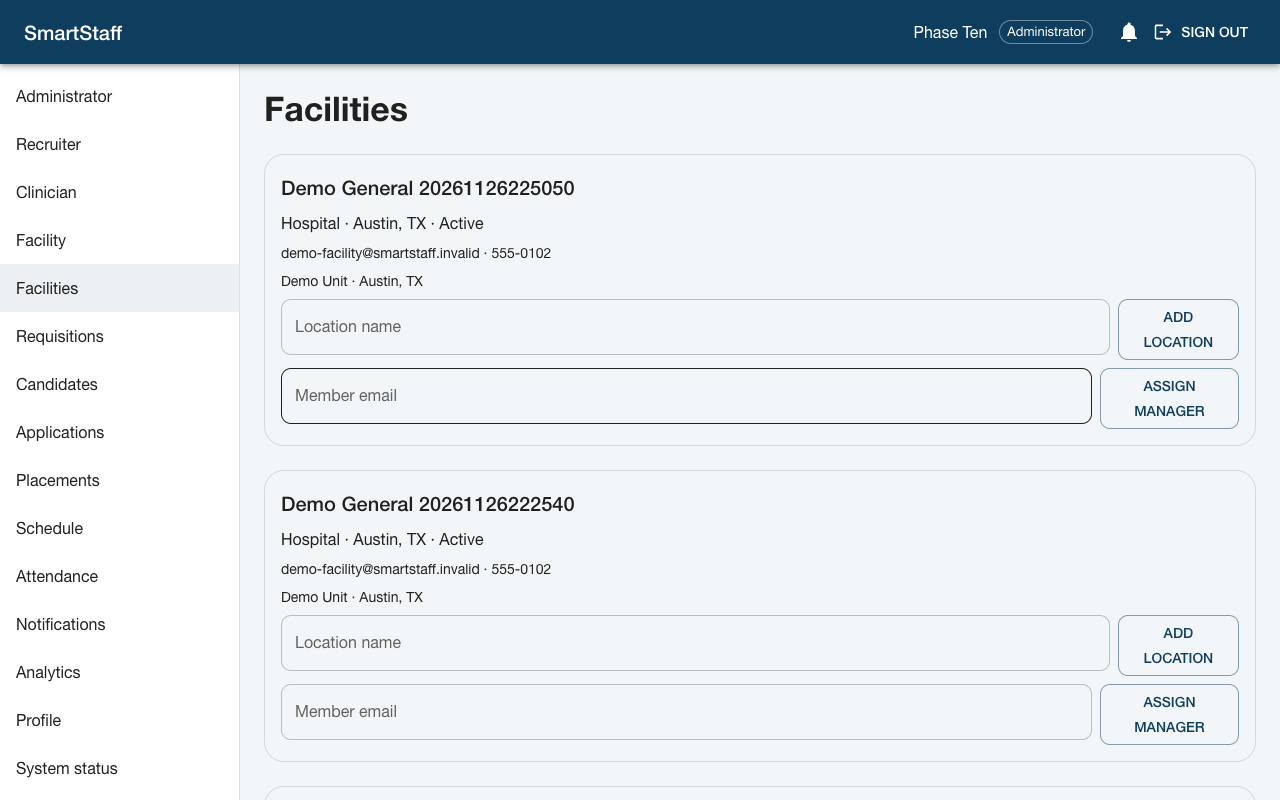 SmartStaff
Phase Ten
Administrator
SIGN OUT
Administrator
Recruiter
Clinician
Facility
Facilities
Requisitions
Candidates
Applications
Placements
Schedule
Attendance
Notifications
Analytics
Profile
System status
Facilities
Demo General 20261126225050
Hospital · Austin, TX · Active
demo-facility@smartstaff.invalid · 555-0102
Demo Unit · Austin, TX
Location name
ADD
LOCATION
Member email
ASSIGN
MANAGER
Demo General 20261126222540
Hospital · Austin, TX · Active
demo-facility@smartstaff.invalid · 555-0102
Demo Unit · Austin, TX
Location name
ADD
LOCATION
Member email
ASSIGN
MANAGER